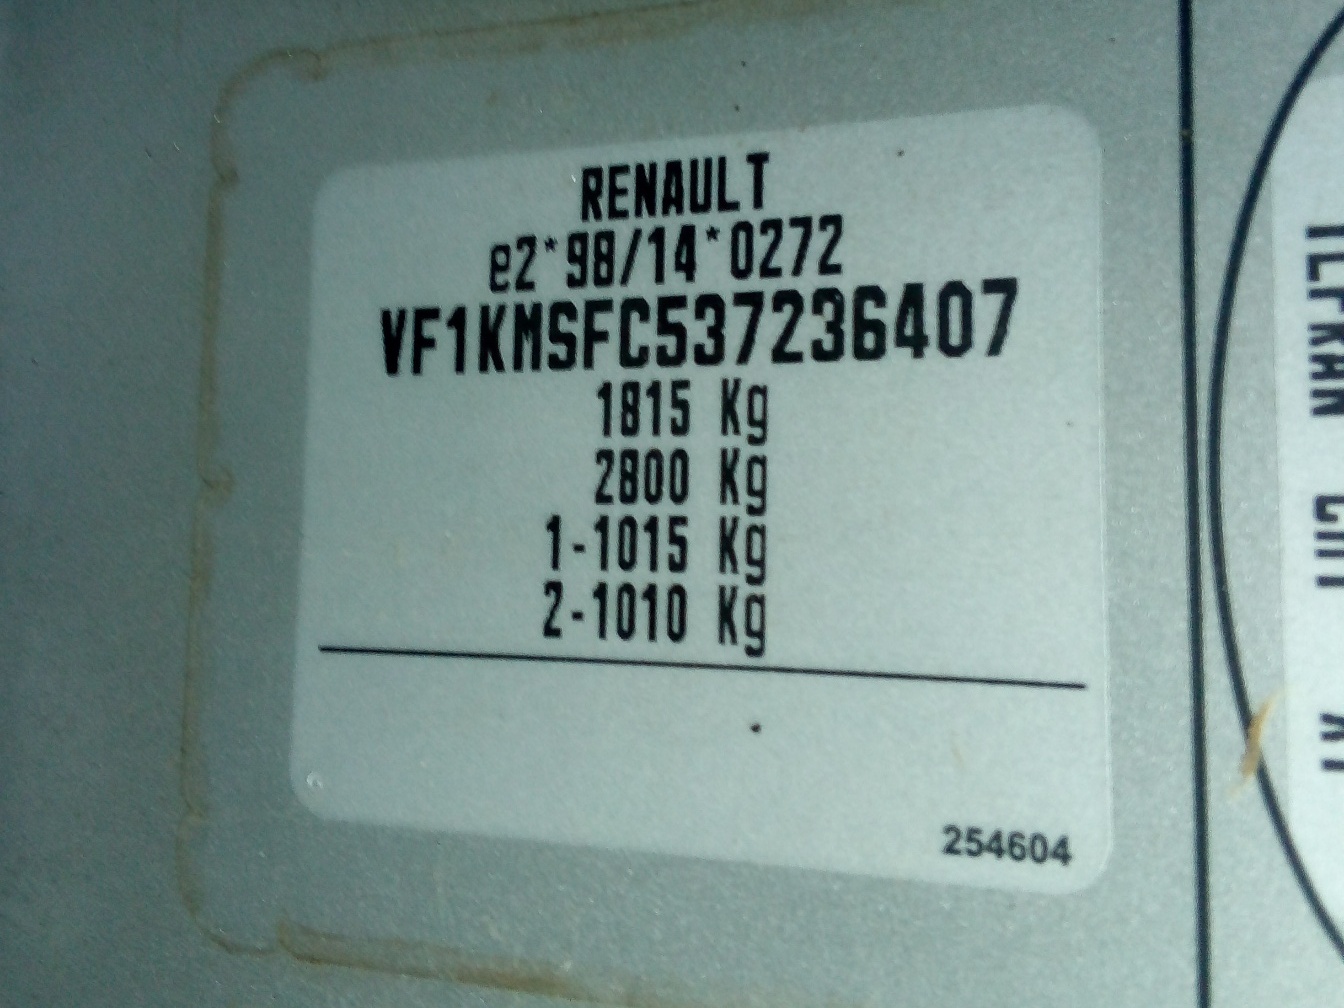 RENAULT
e2*98/14*0272
VF1KMSFC537236407
1815 Kg
2800 Kg
1-1015 Kg
2-1010 Kg
254604